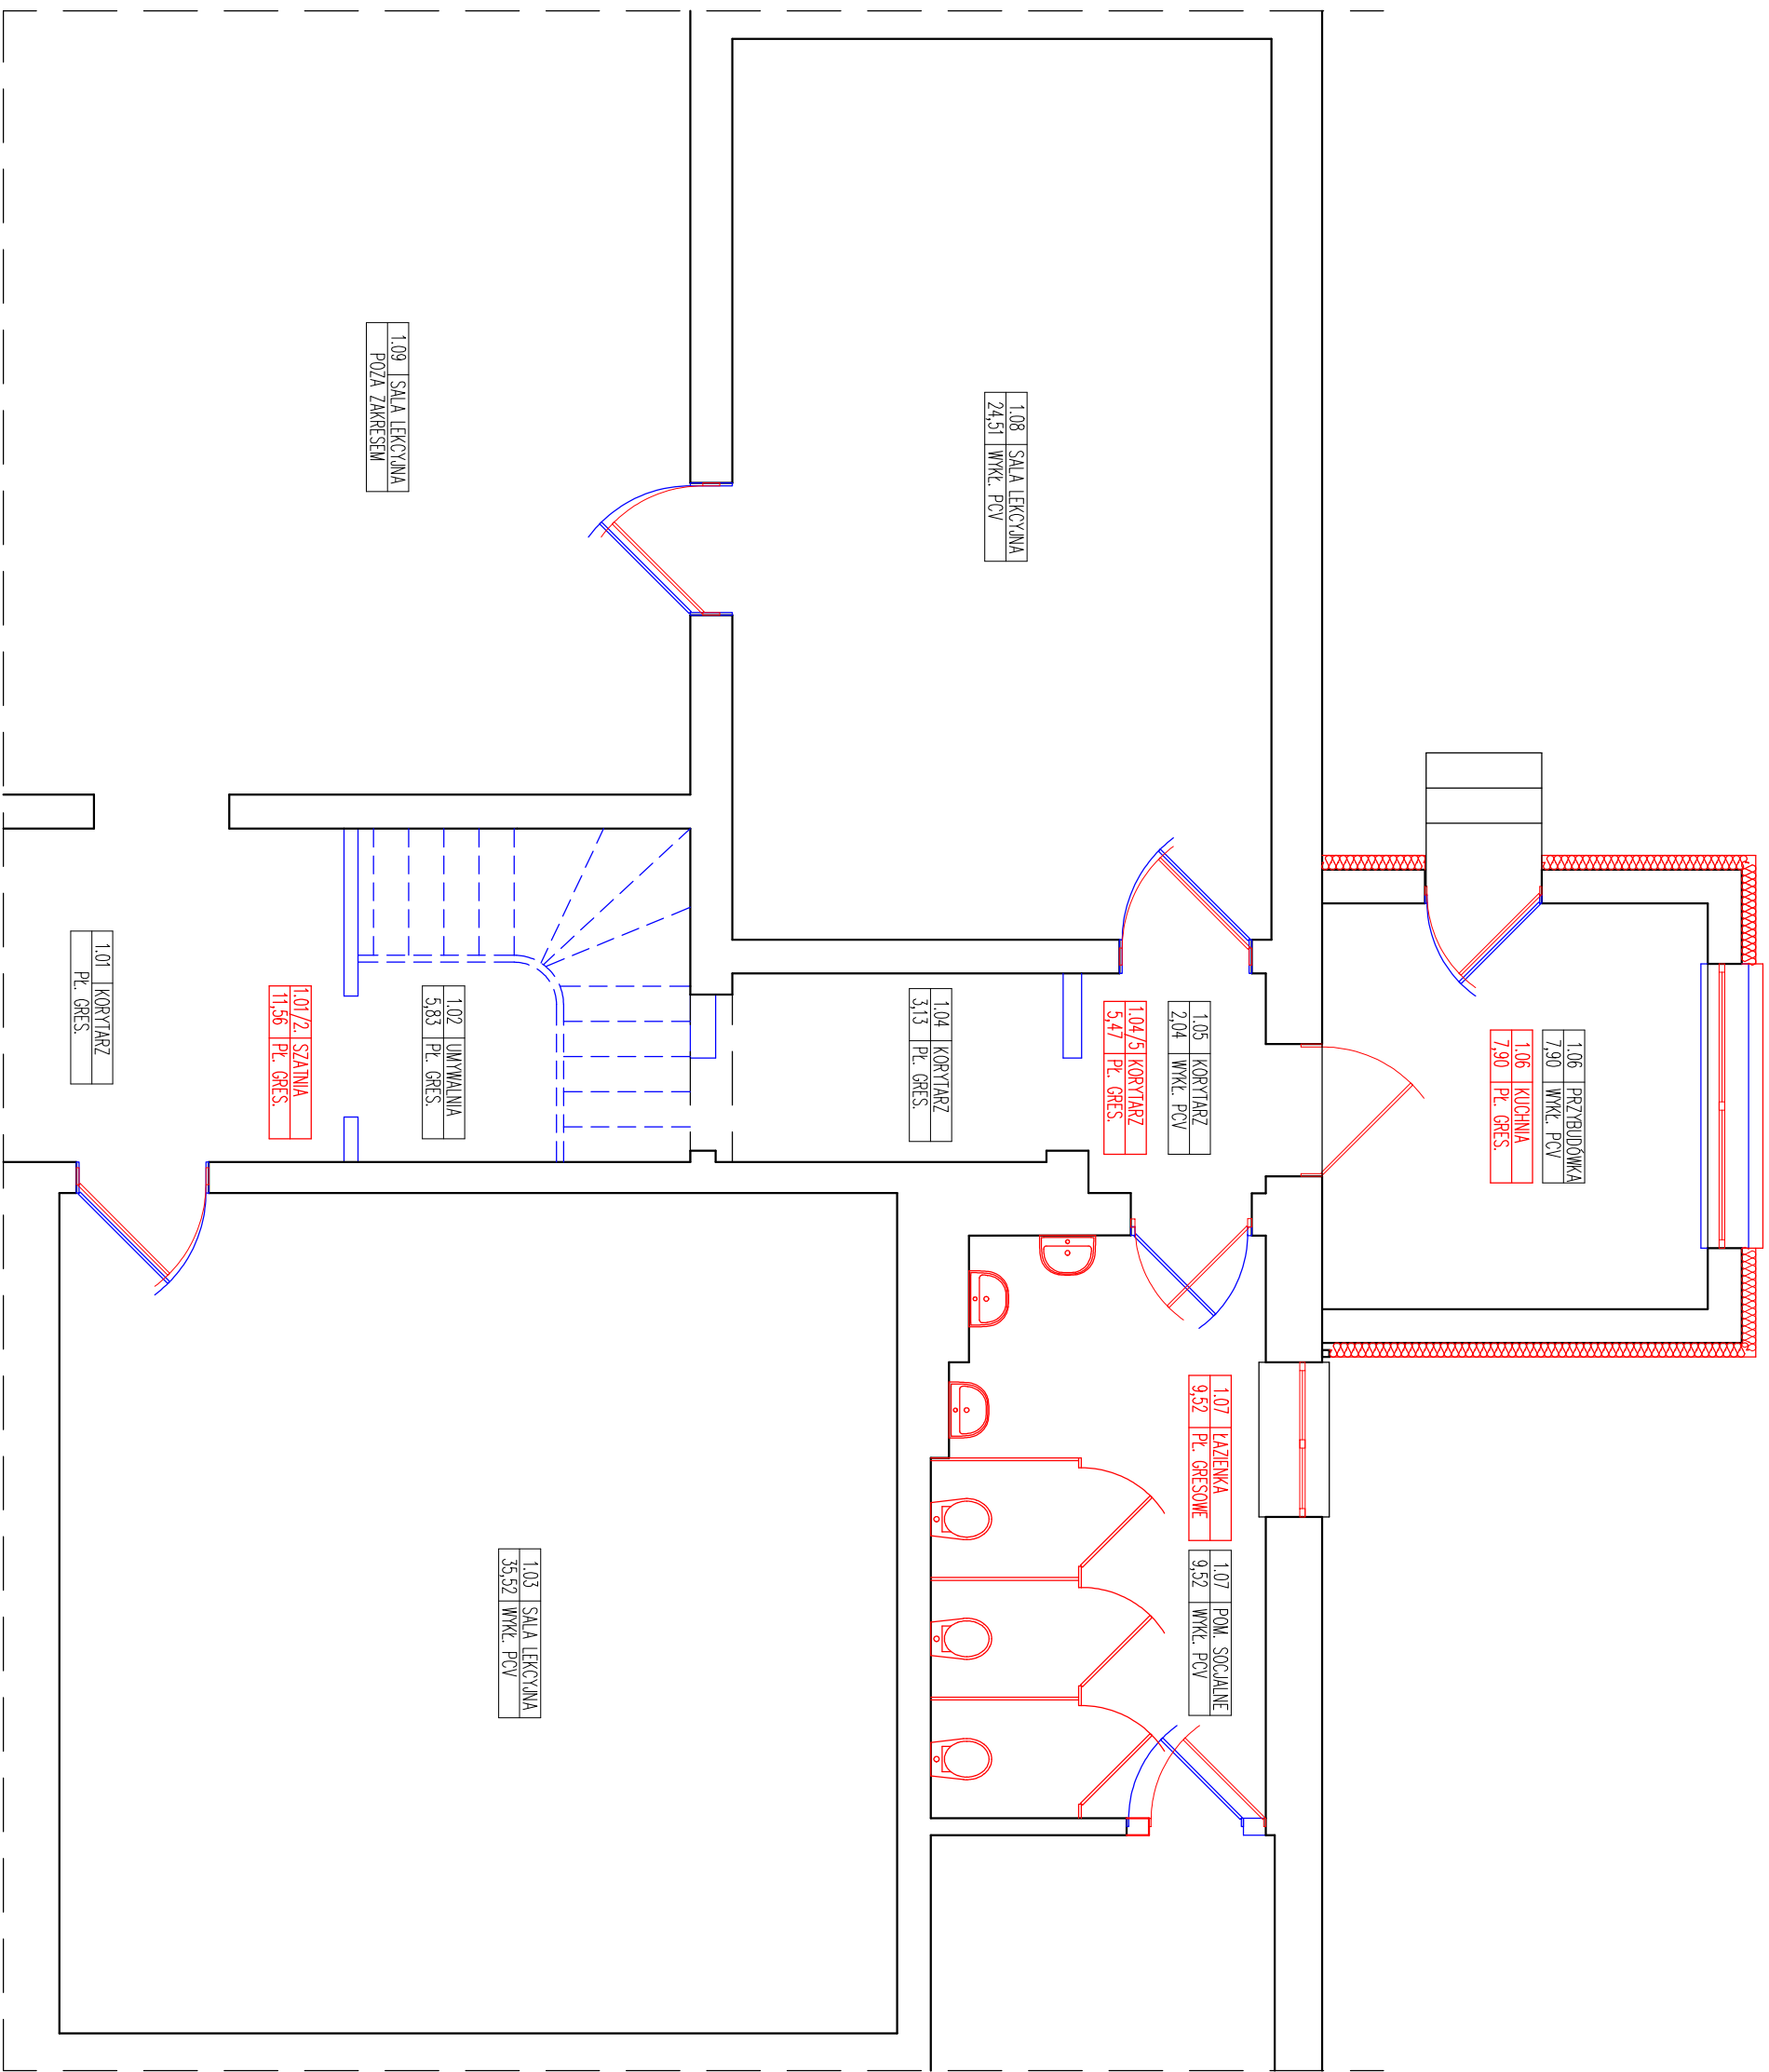 1.06 PRZYBUDÓWKA
7,90 WYKŁ. PCV
1.06 KUCHNIA
7,90 PŁ. GRES.
1.07 ŁAZIENKA
9,52 PŁ. GRESOWE
1.07 POM. SOCJALNE
9,52 WYKŁ. PCV
1.05 KORYTARZ
2,04 WYKŁ. PCV
1.04/5 KORYTARZ
5,47 PŁ. GRES.
1.08 SALA LEKCYJNA
24,51 WYKŁ. PCV
1.04 KORYTARZ
3,13 PŁ. GRES.
1.03 SALA LEKCYJNA
35,52 WYKŁ. PCV
1.02 UMYWALNIA
5,83 PŁ. GRES.
1.09 SALA LEKCYJNA
POZA ZAKRESEM
1.01/2. SZATNIA
11,56 PŁ. GRES.
1.01 KORYTARZ
PŁ. GRES.